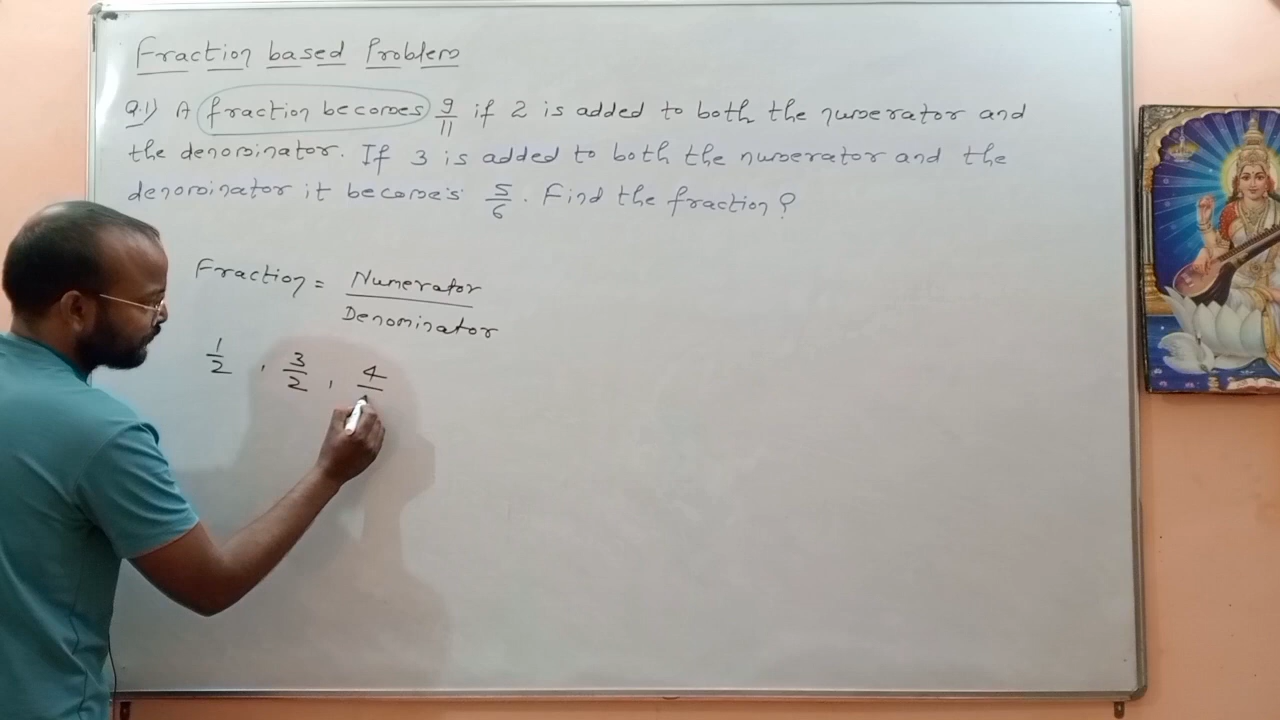 Fraction based Problem
Q.1) A fraction becomes 9/11 if 2 is added to both the numerator and
the denominator. If 3 is added to both the numerator and the
denominator it becomes 5/6. Find the fraction?
Fraction = Numerator/Denominator
1/2, 3/2, 4/